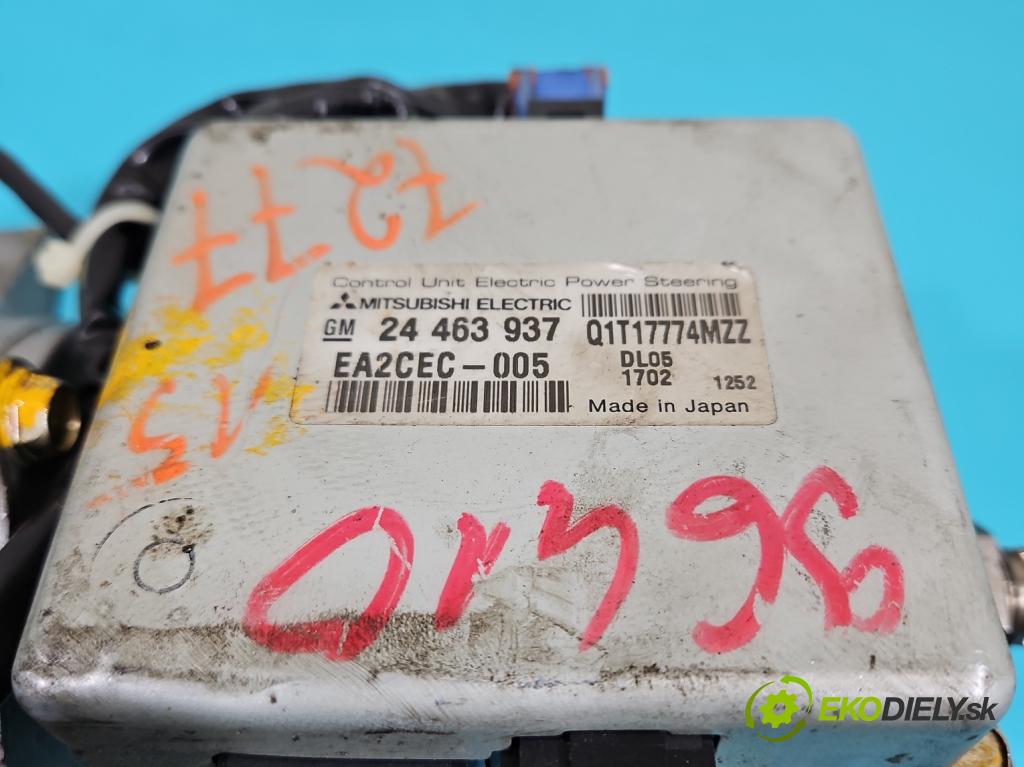 Control Unit Electric Power Steering
MITSUBISHI ELECTRIC
GM 24 463 937 Q1T17774MZZ
EA2CEC-005 DL05
1702 1252
Made in Japan
EKODIELY.sk